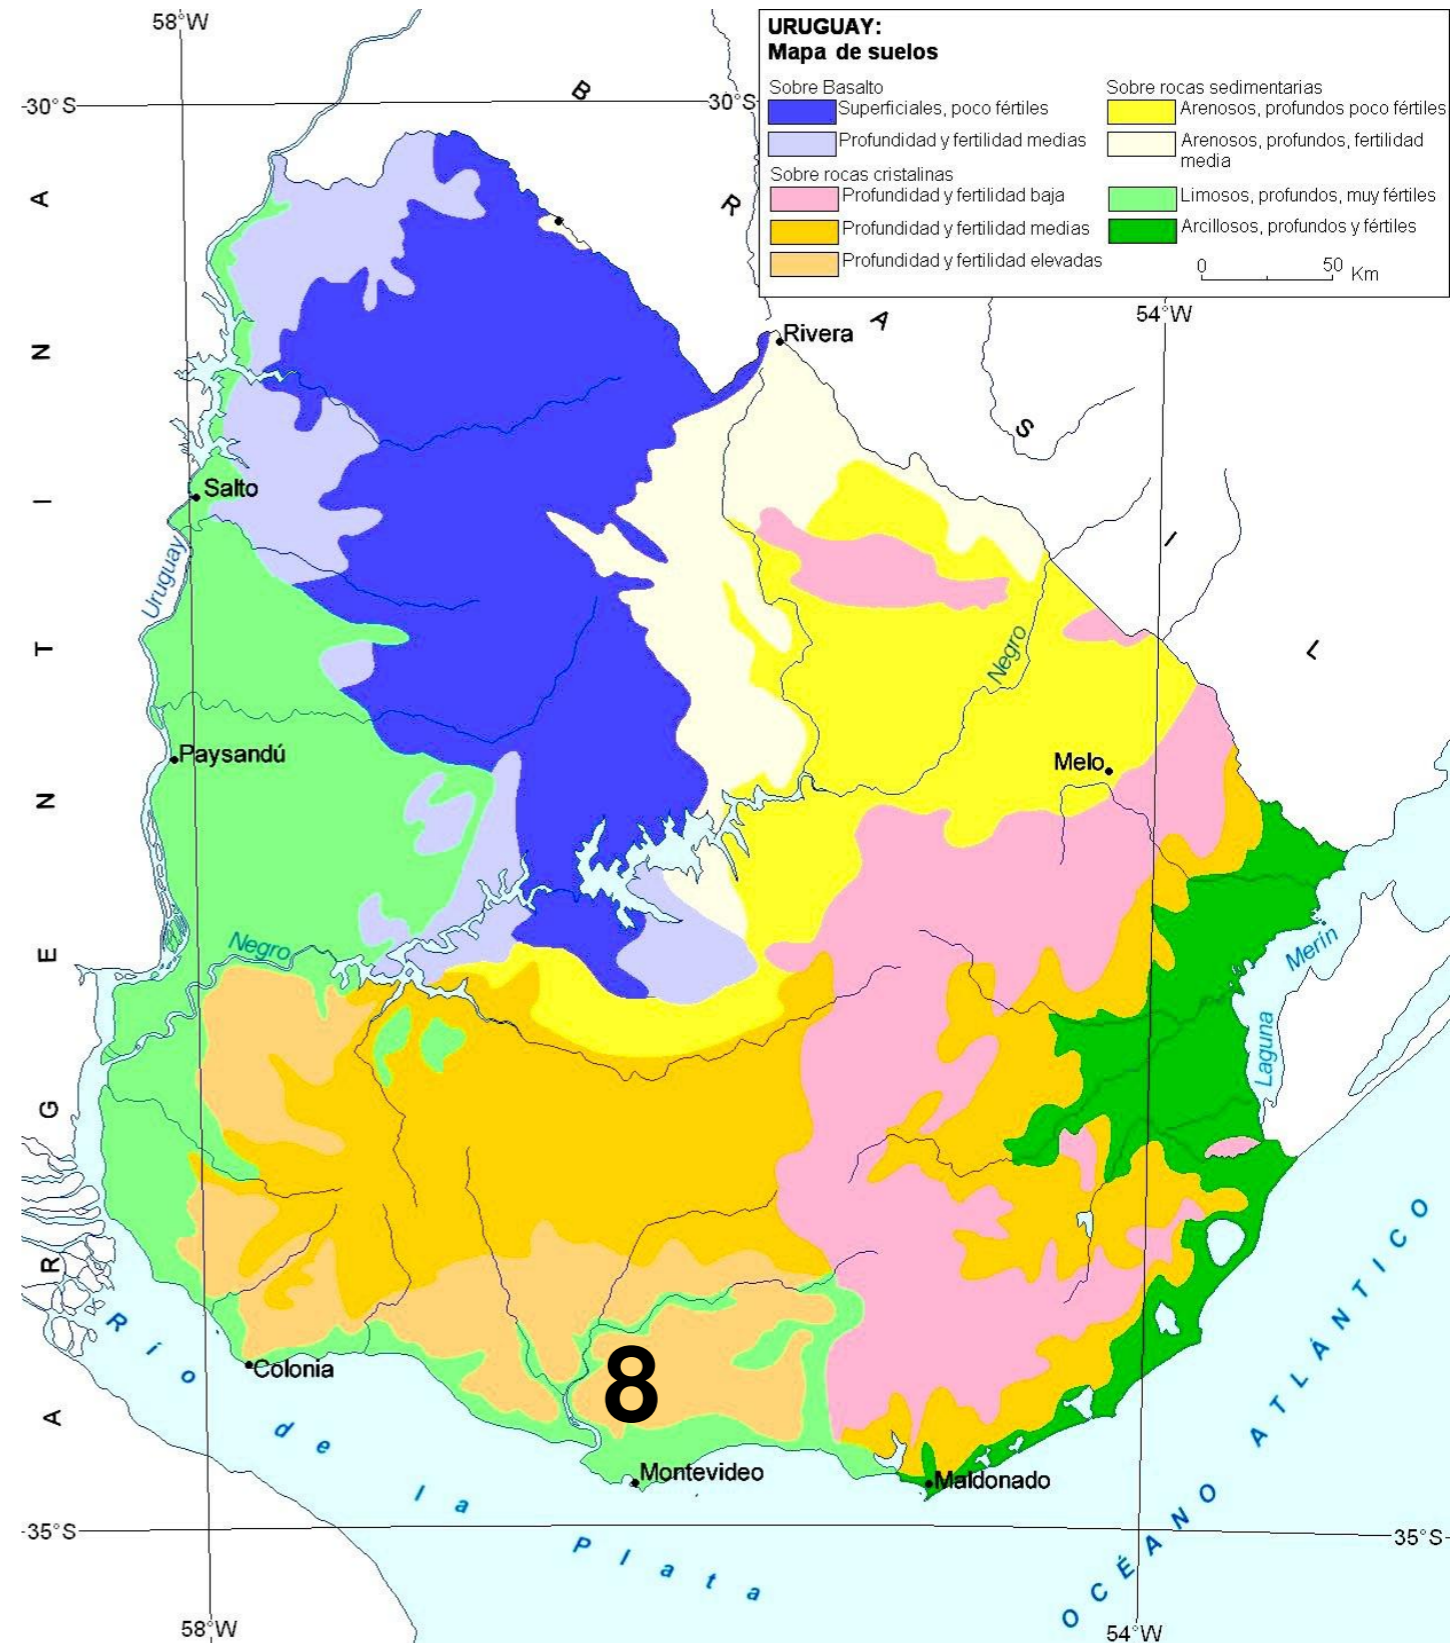 58°W
URUGUAY:
Mapa de suelos
Sobre Basalto
Superficiales, poco fértiles
Profundidad y fertilidad medias
Sobre rocas cristalinas
Profundidad y fertilidad baja
Profundidad y fertilidad medias
Profundidad y fertilidad elevadas
Sobre rocas sedimentarias
Arenosos, profundos poco fértiles
Arenosos, profundos, fertilidad
media
Limosos, profundos, muy fértiles
Arcillosos, profundos y fértiles
0 50 Km
-30°S
30°S
54°W
BRASIL
ARGENTINA
Rivera
Salto
Uruguay
Negro
Paysandú
Melo
Negro
Laguna Merín
Colonia
8
Montevideo
Maldonado
Río de la Plata
OCÉANO ATLÁNTICO
-35°S
35°S
58°W
54°W